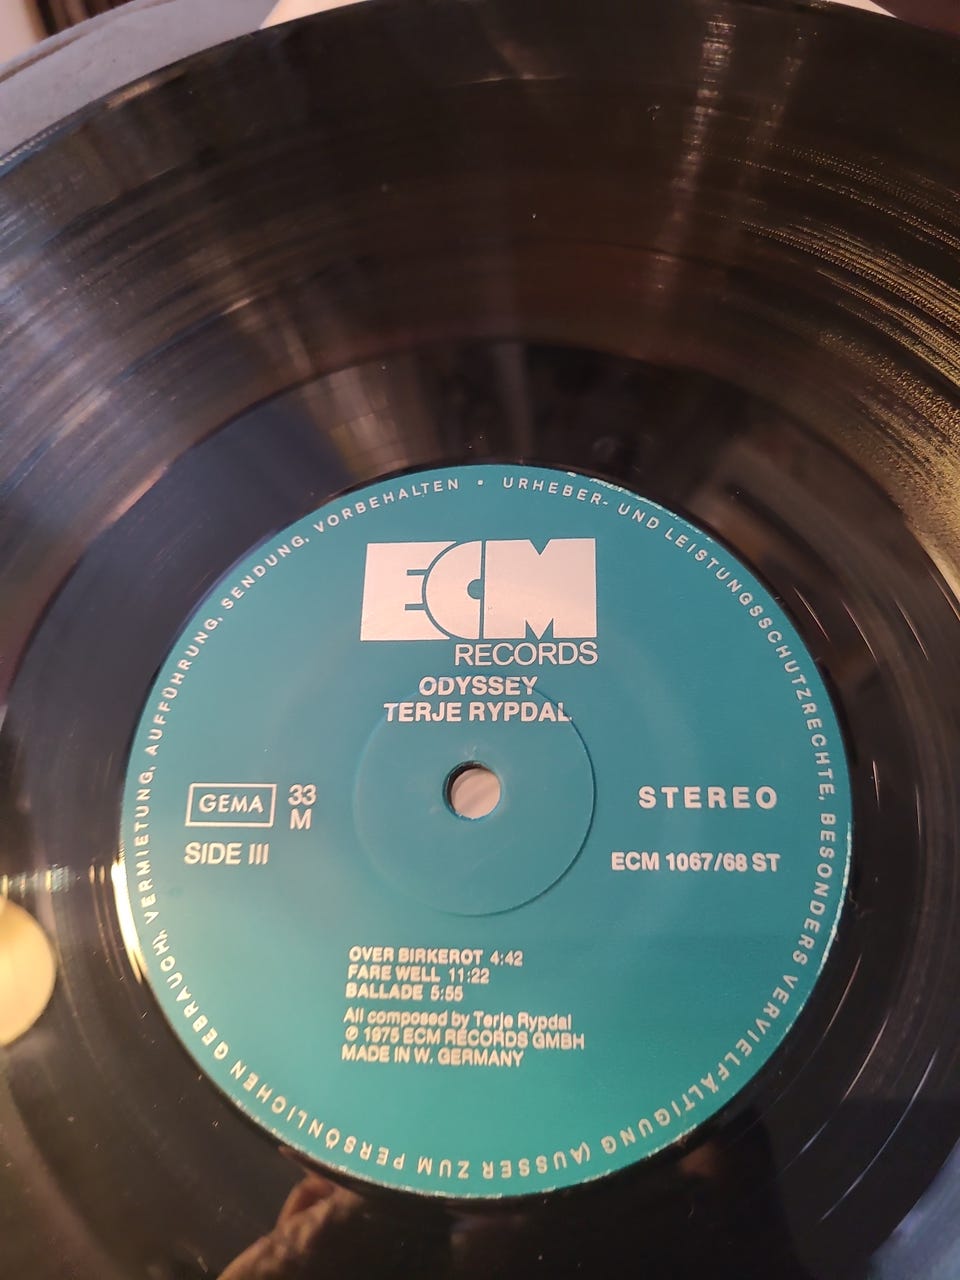 URHEBER- UND LEISTUNGSSCHUTZRECHTE, BESONDERS VERVIELFÄLTIGUNG (AUSSER ZUM PERSÖNLICHEN GEBRAUCH), VERMIETUNG, AUFFÜHRUNG, SENDUNG, VORBEHALTEN •
ECM
RECORDS
ODYSSEY
TERJE RYPDAL
GEMA
33
M
SIDE III
STEREO
ECM 1067/68 ST
OVER BIRKEROT 4:42
FARE WELL 11:22
BALLADE 5:55
All composed by Terje Rypdal
℗ 1975 ECM RECORDS GMBH
MADE IN W. GERMANY